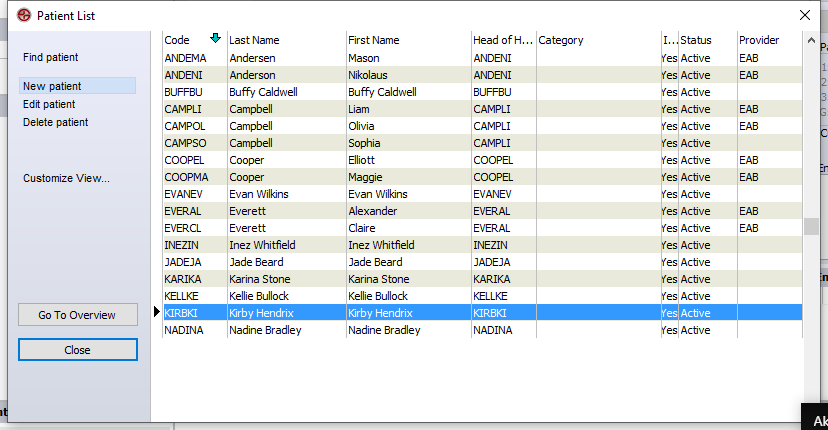 Patient List
Find patient
New patient
Edit patient
Delete patient
Customize View...
Go To Overview
Close
Code Last Name First Name Head of H... Category I... Status Provider
ANDEMA Andersen Mason ANDENI Yes Active EAB
ANDENI Anderson Nikolaus ANDENI Yes Active EAB
BUFFBU Buffy Caldwell Buffy Caldwell BUFFBU Yes Active
CAMPLI Campbell Liam CAMPLI Yes Active EAB
CAMPOL Campbell Olivia CAMPLI Yes Active EAB
CAMPSO Campbell Sophia CAMPLI Yes Active
COOPEL Cooper Elliott COOPEL Yes Active EAB
COOPMA Cooper Maggie COOPEL Yes Active EAB
EVANEV Evan Wilkins Evan Wilkins EVANEV Yes Active
EVERAL Everett Alexander EVERAL Yes Active EAB
EVERCL Everett Claire EVERAL Yes Active EAB
INEZIN Inez Whitfield Inez Whitfield INEZIN Yes Active
JADEJA Jade Beard Jade Beard JADEJA Yes Active
KARIKA Karina Stone Karina Stone KARIKA Yes Active
KELLKE Kellie Bullock Kellie Bullock KELLKE Yes Active
KIRBKI Kirby Hendrix Kirby Hendrix KIRBKI Yes Active
NADINA Nadine Bradley Nadine Bradley NADINA Yes Active